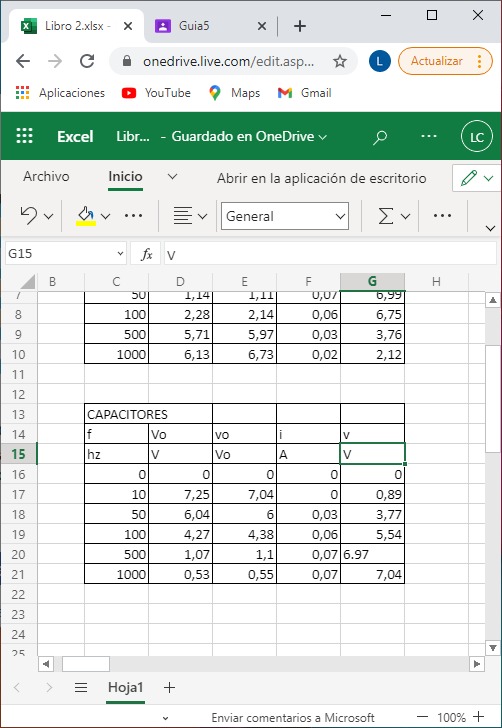 Libro 2.xlsx -
Guia5
onedrive.live.com/edit.asp...
L
Actualizar
Aplicaciones YouTube Maps Gmail
Excel Libr... - Guardado en OneDrive LC
Archivo Inicio Abrir en la aplicación de escritorio
General Σ
G15 fx V
B C D E F G H
7 50 1,14 1,11 0,07 6,99
8 100 2,28 2,14 0,06 6,75
9 500 5,71 5,97 0,03 3,76
10 1000 6,13 6,73 0,02 2,12
11
12
13 CAPACITORES
14 f Vo vo i v
15 hz V Vo A V
16 0 0 0 0 0
17 10 7,25 7,04 0 0,89
18 50 6,04 6 0,03 3,77
19 100 4,27 4,38 0,06 5,54
20 500 1,07 1,1 0,07 6.97
21 1000 0,53 0,55 0,07 7,04
22
23
24
25
Hoja1
Enviar comentarios a Microsoft 100%